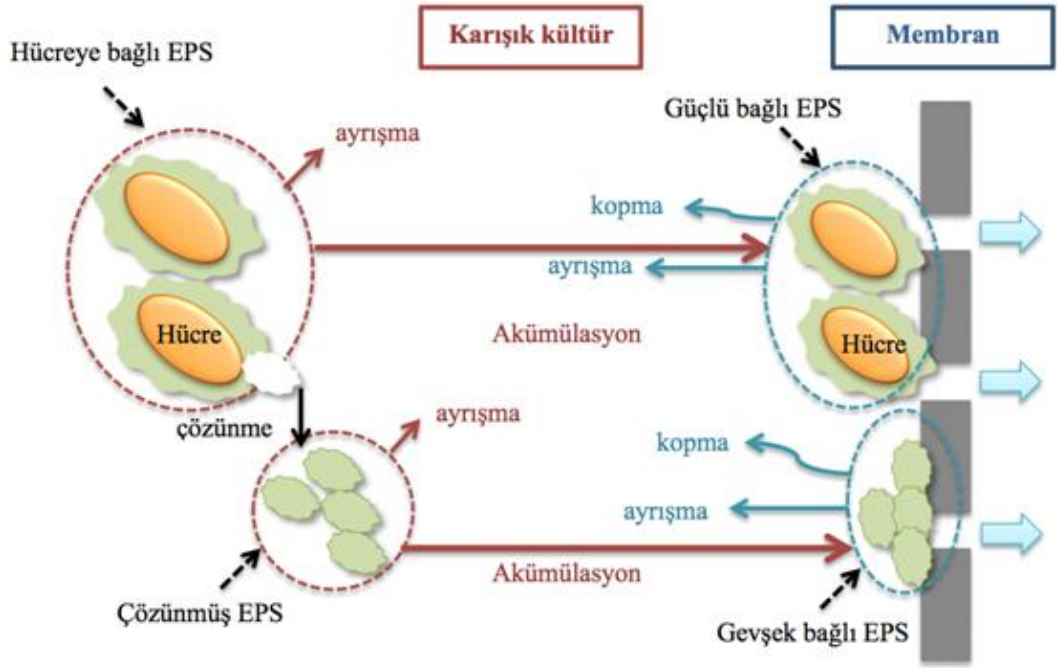 Karışık kültür
Membran
Hücreye bağlı EPS
Güçlü bağlı EPS
ayrışma
kopma
ayrışma
Hücre
Akümülasyon
Hücre
çözünme
ayrışma
kopma
ayrışma
Akümülasyon
Çözünmüş EPS
Gevşek bağlı EPS